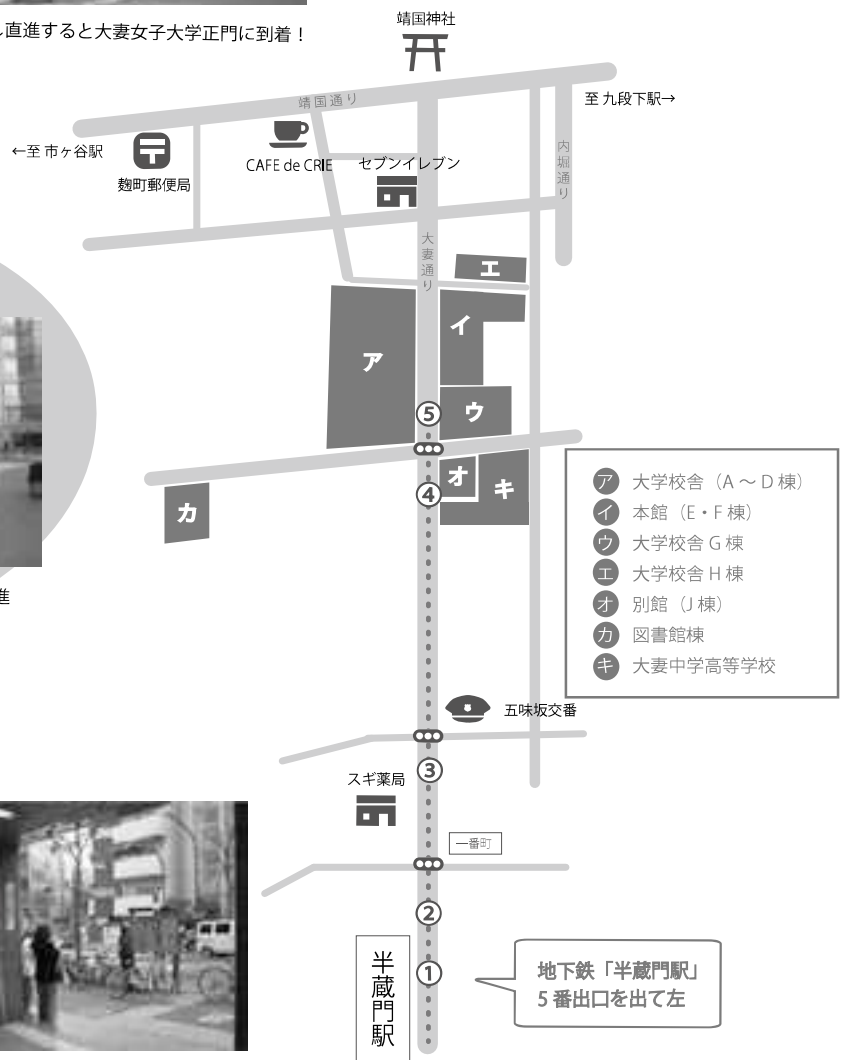 し直進すると大妻女子大学正門に到着！
靖国神社
靖国通り
至 九段下駅→
←至 市ヶ谷駅
麹町郵便局
CAFE de CRIE
セブンイレブン
内堀通り
大妻通り
エ
イ
ア
ウ
⑤
オ
キ
④
カ
ア 大学校舎（A～D 棟）
イ 本館（E・F 棟）
ウ 大学校舎 G 棟
エ 大学校舎 H 棟
オ 別館（J 棟）
カ 図書館棟
キ 大妻中学高等学校
進
五味坂交番
③
スギ薬局
一番町
②
半蔵門駅
①
地下鉄「半蔵門駅」
5 番出口を出て左